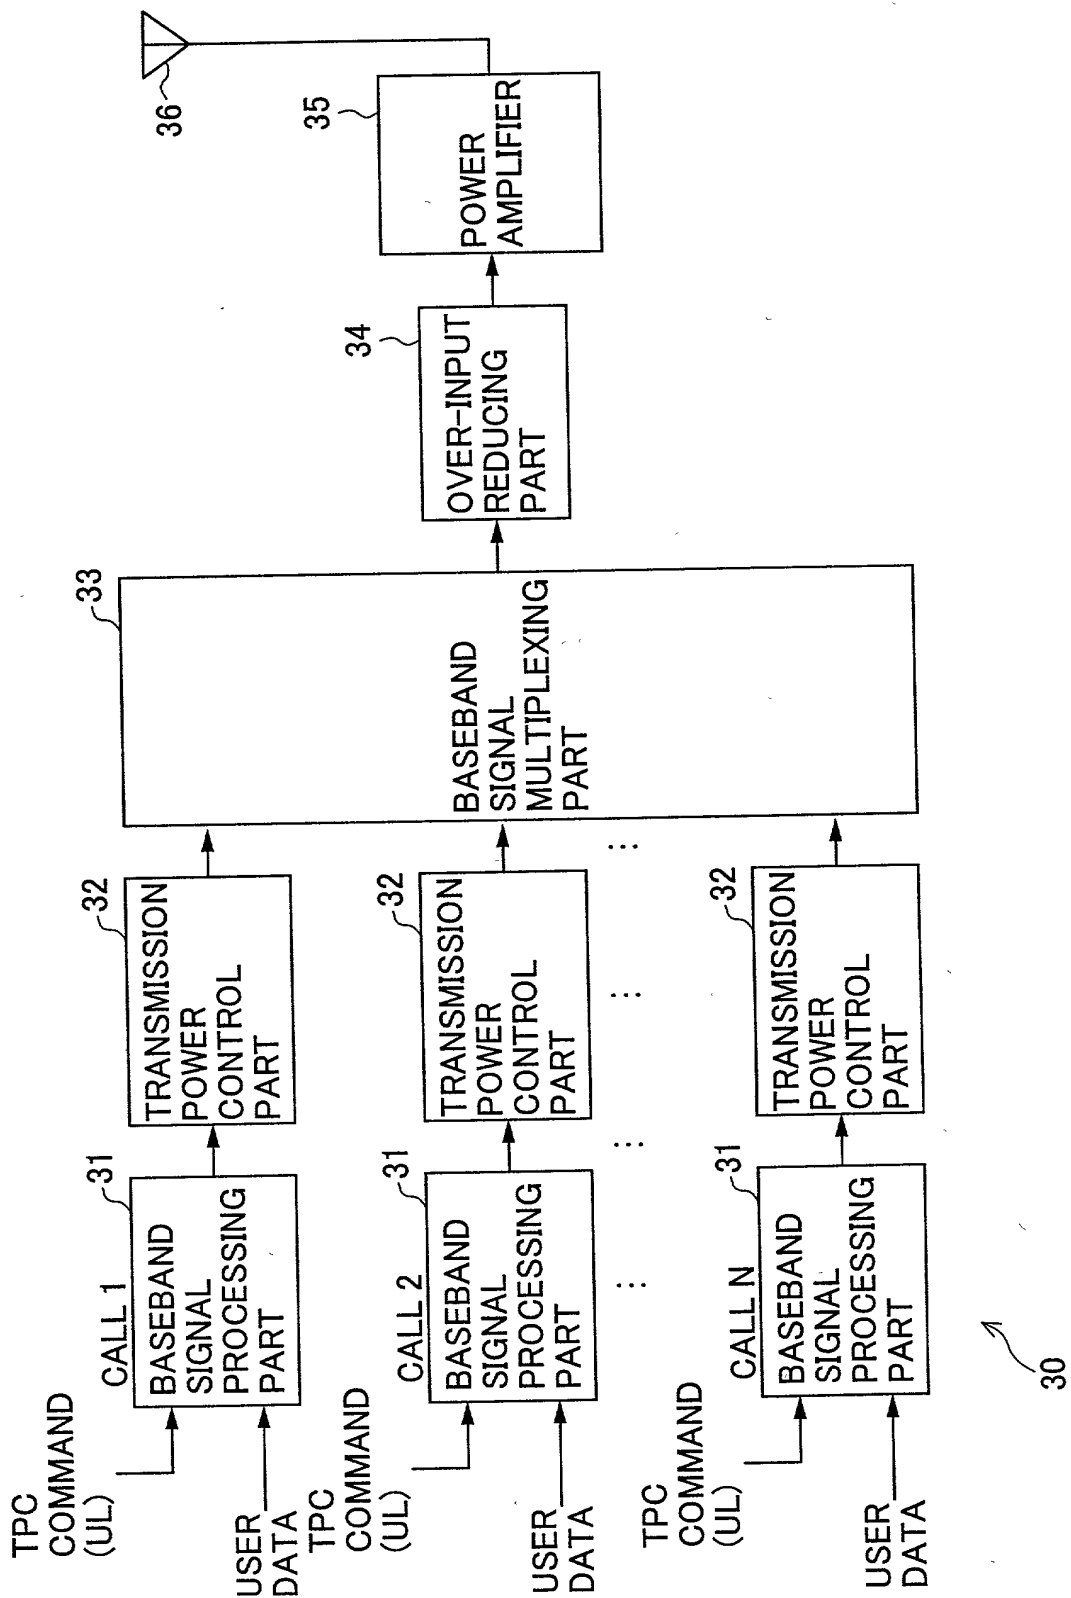 TPC
COMMAND
(UL)
CALL 1
31
BASEBAND
SIGNAL
PROCESSING
PART
USER
DATA
32
TRANSMISSION
POWER
CONTROL
PART
TPC
COMMAND
(UL)
CALL 2
31
BASEBAND
SIGNAL
PROCESSING
PART
USER
DATA
32
TRANSMISSION
POWER
CONTROL
PART
...
...
...
...
TPC
COMMAND
(UL)
CALL N
31
BASEBAND
SIGNAL
PROCESSING
PART
USER
DATA
32
TRANSMISSION
POWER
CONTROL
PART
33
BASEBAND
SIGNAL
MULTIPLEXING
PART
34
OVER-INPUT
REDUCING
PART
35
POWER
AMPLIFIER
36
30